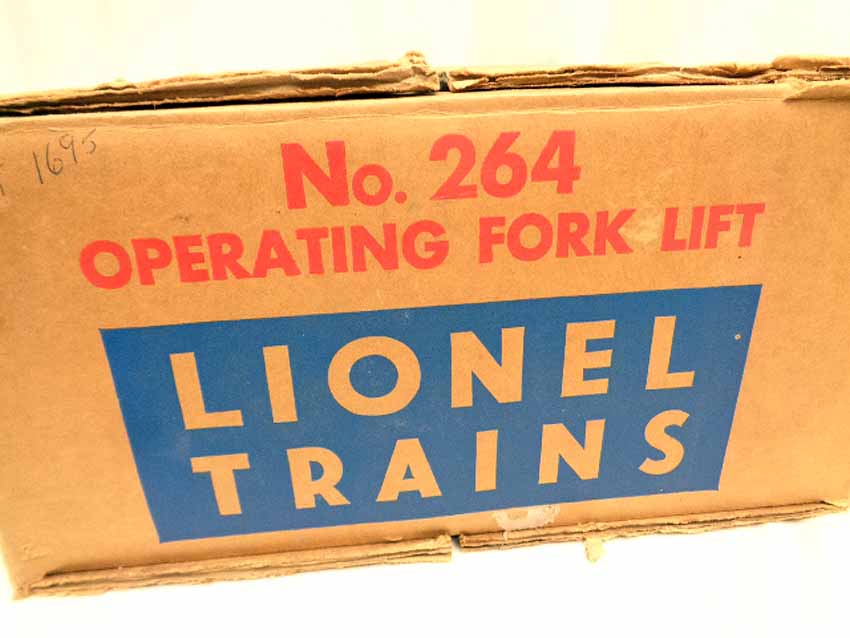 1695
No. 264
OPERATING FORK LIFT
LIONEL
TRAINS